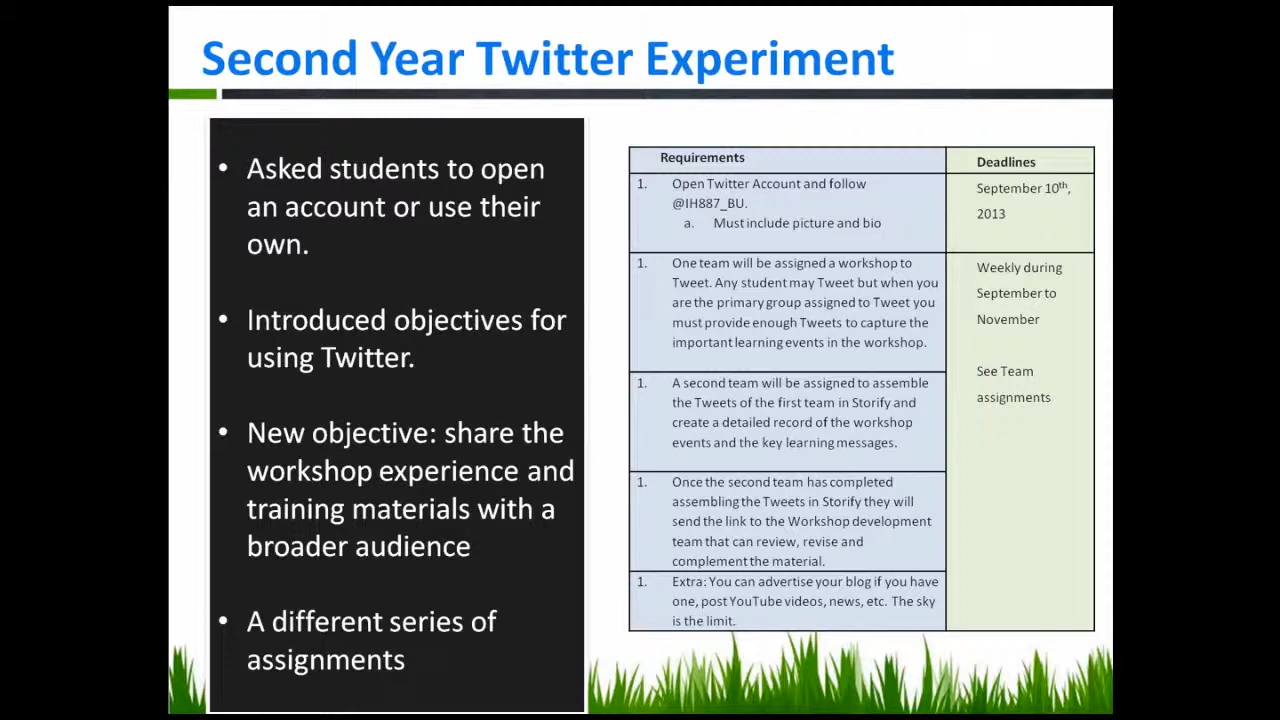 Second Year Twitter Experiment
• Asked students to open
an account or use their
own.
• Introduced objectives for
using Twitter.
• New objective: share the
workshop experience and
training materials with a
broader audience
• A different series of
assignments
Requirements
Deadlines
1. Open Twitter Account and follow
@IH887_BU.
a. Must include picture and bio
September 10th,
2013
1. One team will be assigned a workshop to
Tweet. Any student may Tweet but when you
are the primary group assigned to Tweet you
must provide enough Tweets to capture the
important learning events in the workshop.
Weekly during
September to
November
See Team
assignments
1. A second team will be assigned to assemble
the Tweets of the first team in Storify and
create a detailed record of the workshop
events and the key learning messages.
1. Once the second team has completed
assembling the Tweets in Storify they will
send the link to the Workshop development
team that can review, revise and
complement the material.
1. Extra: You can advertise your blog if you have
one, post YouTube videos, news, etc. The sky
is the limit.